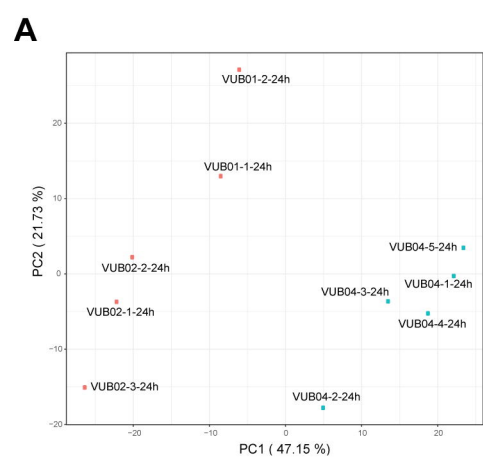 A
VUB01-2-24h
20
VUB01-1-24h
10
VUB04-5-24h
VUB02-2-24h
0
VUB04-1-24h
VUB04-3-24h
VUB02-1-24h
VUB04-4-24h
−10
VUB02-3-24h
VUB04-2-24h
−20
−20 −10 0 10 20
PC1 ( 47.15 %)
PC2 ( 21.73 %)